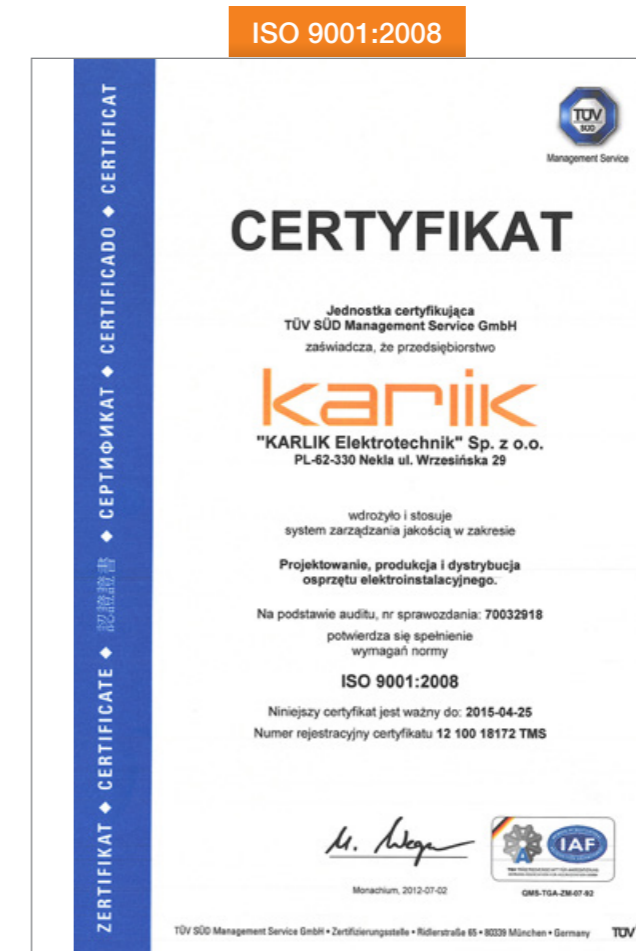 ISO 9001:2008
TÜV
SÜD
Management Service
CERTYFIKAT
Jednostka certyfikująca
TÜV SÜD Management Service GmbH
zaświadcza, że przedsiębiorstwo
karlik
"KARLIK Elektrotechnik" Sp. z o.o.
PL-62-330 Nekla ul. Wrzesińska 29
wdrożyło i stosuje
system zarządzania jakością w zakresie
Projektowanie, produkcja i dystrybucja
osprzętu elektroinstalacyjnego.
Na podstawie auditu, nr sprawozdania: 70032918
potwierdza się spełnienie
wymagań normy
ISO 9001:2008
Niniejszy certyfikat jest ważny do: 2015-04-25
Numer rejestracyjny certyfikatu 12 100 18172 TMS
IAF
Monachium, 2012-07-02
QMS-TGA-ZM-07-92
TÜV SÜD Management Service GmbH • Zertifizierungsstelle • Ridlerstraße 65 • 80339 München • Germany TÜV
ZERTIFIKAT ◆ CERTIFICATE ◆ 認證證書 ◆ СЕРТИФИКАТ ◆ CERTIFICADO ◆ CERTIFICAT